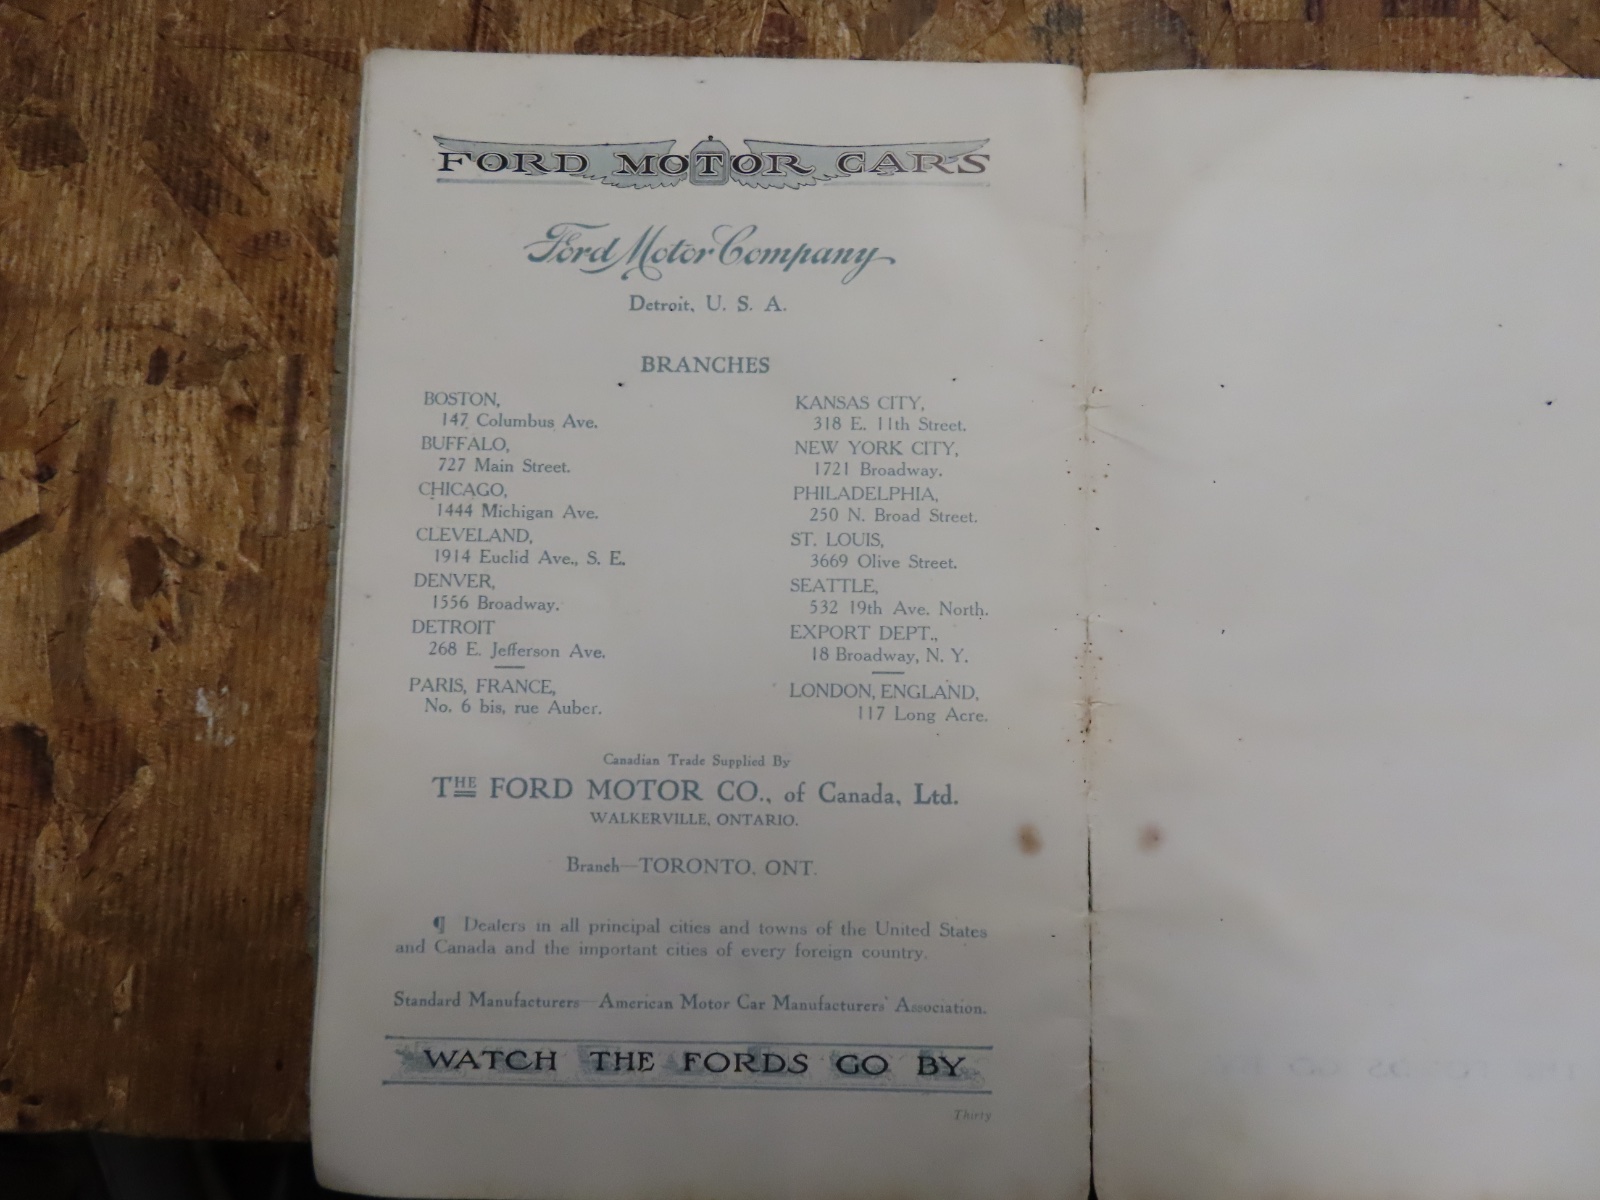 FORD MOTOR CARS
Ford Motor Company
Detroit, U. S. A.
BRANCHES
BOSTON,
147 Columbus Ave.
BUFFALO,
727 Main Street.
CHICAGO,
1444 Michigan Ave.
CLEVELAND,
1914 Euclid Ave., S. E.
DENVER,
1556 Broadway.
DETROIT
268 E. Jefferson Ave.
PARIS, FRANCE,
No. 6 bis, rue Auber.
KANSAS CITY,
318 E. 11th Street.
NEW YORK CITY,
1721 Broadway.
PHILADELPHIA,
250 N. Broad Street.
ST. LOUIS,
3669 Olive Street.
SEATTLE,
532 19th Ave. North.
EXPORT DEPT.,
18 Broadway, N. Y.
LONDON, ENGLAND,
117 Long Acre.
Canadian Trade Supplied By
THE FORD MOTOR CO., of Canada, Ltd.
WALKERVILLE, ONTARIO.
Branch—TORONTO, ONT.
¶ Dealers in all principal cities and towns of the United States
and Canada and the important cities of every foreign country.
Standard Manufacturers—American Motor Car Manufacturers' Association.
WATCH THE FORDS GO BY
Thirty